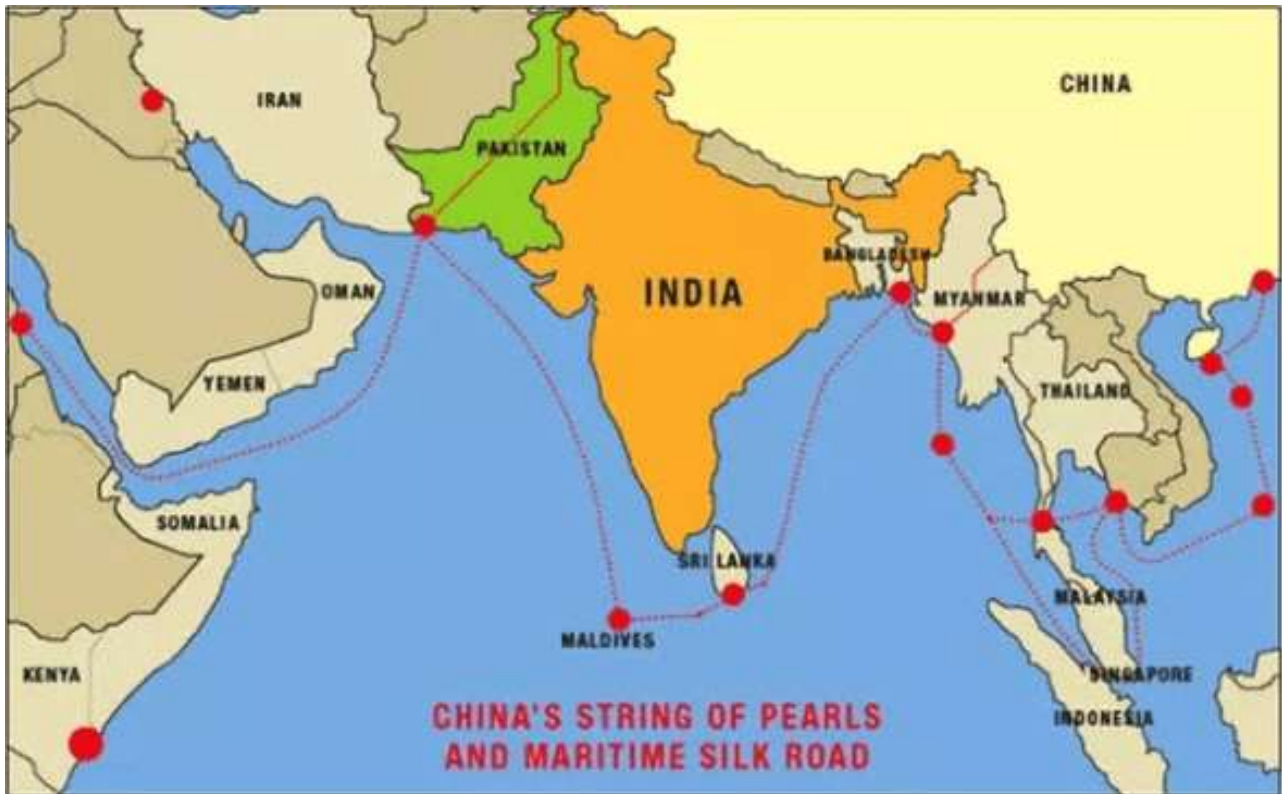 CHINA
IRAN
PAKISTAN
BANGLADESH
INDIA
MYANMAR
OMAN
YEMEN
THAILAND
SOMALIA
SRI LANKA
MALAYSIA
MALDIVES
KENYA
SINGAPORE
INDONESIA
CHINA'S STRING OF PEARLS
AND MARITIME SILK ROAD